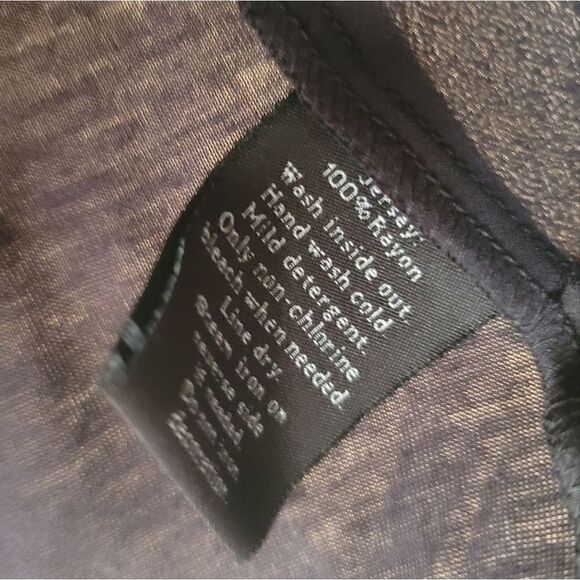 Jersey:
100% Rayon
Wash inside out
Hand wash cold
Mild detergent.
Only non-chlorine
bleach, when needed.
Line dry.
Steam iron on
reverse side